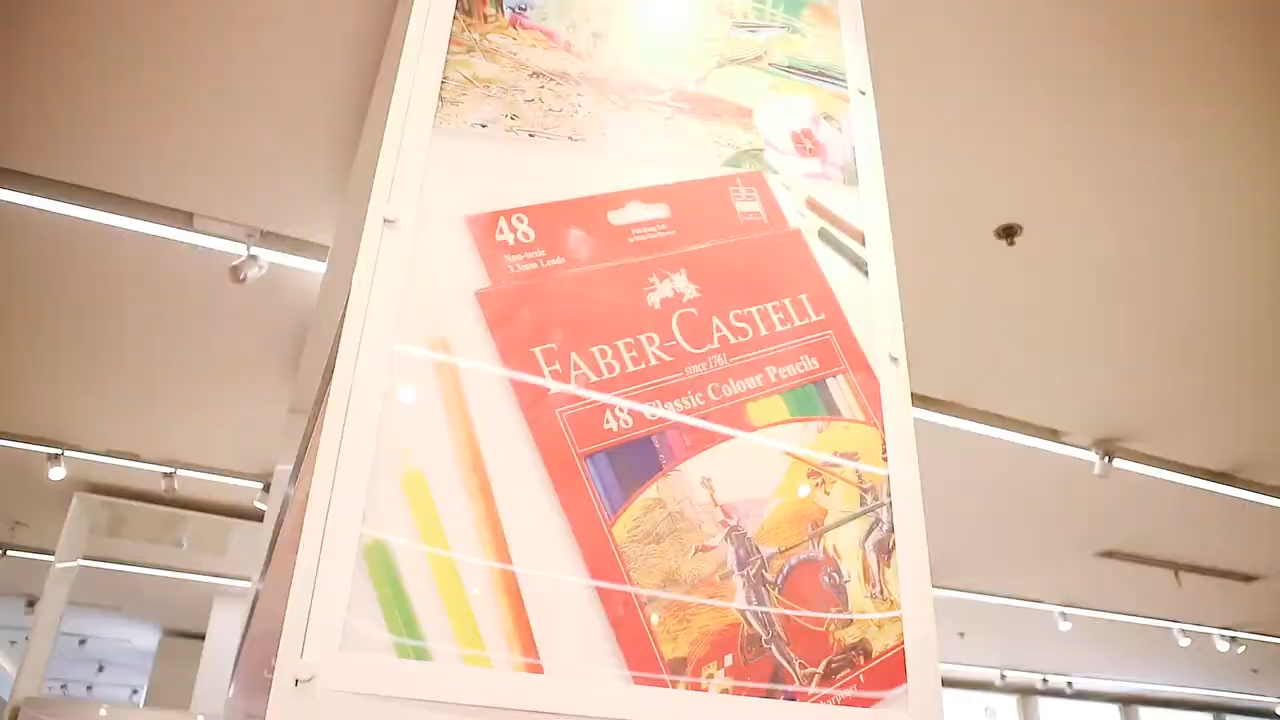 48
Non-toxic
3.3mm Leads
FABER-CASTELL
since 1761
48 Classic Colour Pencils